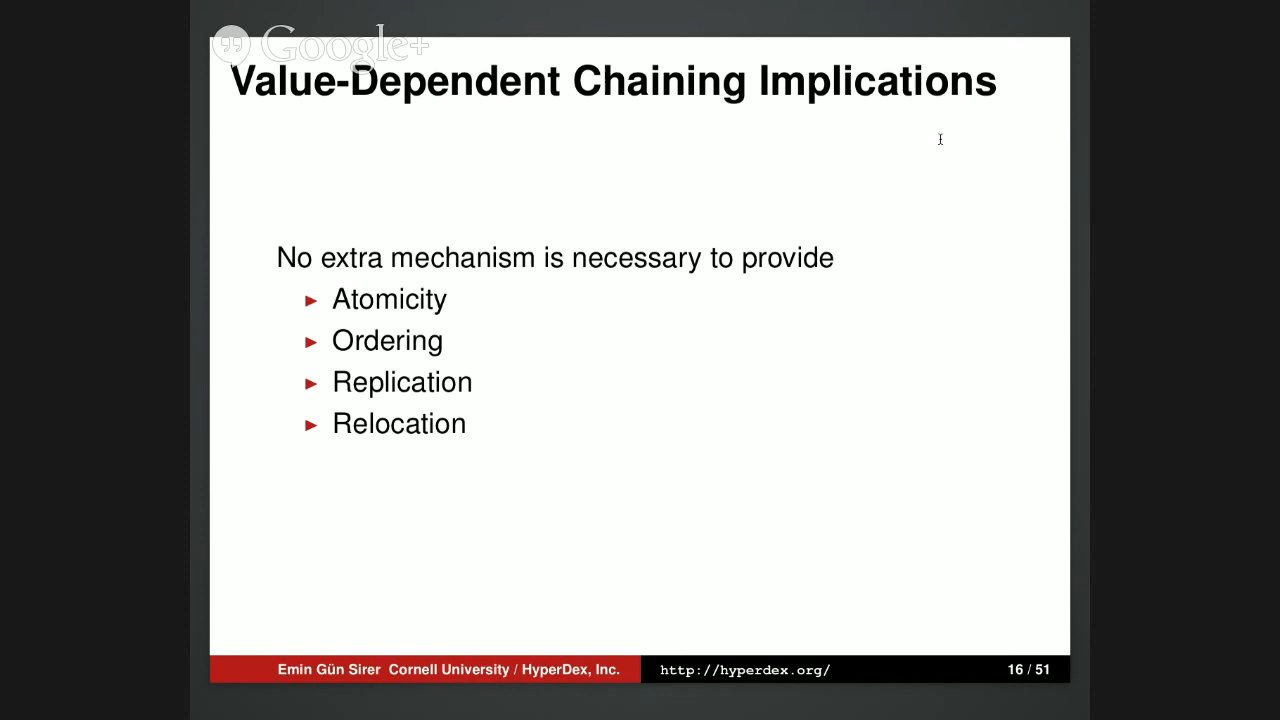 Google+
Value-Dependent Chaining Implications
No extra mechanism is necessary to provide
Atomicity
Ordering
Replication
Relocation
Emin Gün Sirer Cornell University / HyperDex, Inc. http://hyperdex.org/ 16 / 51